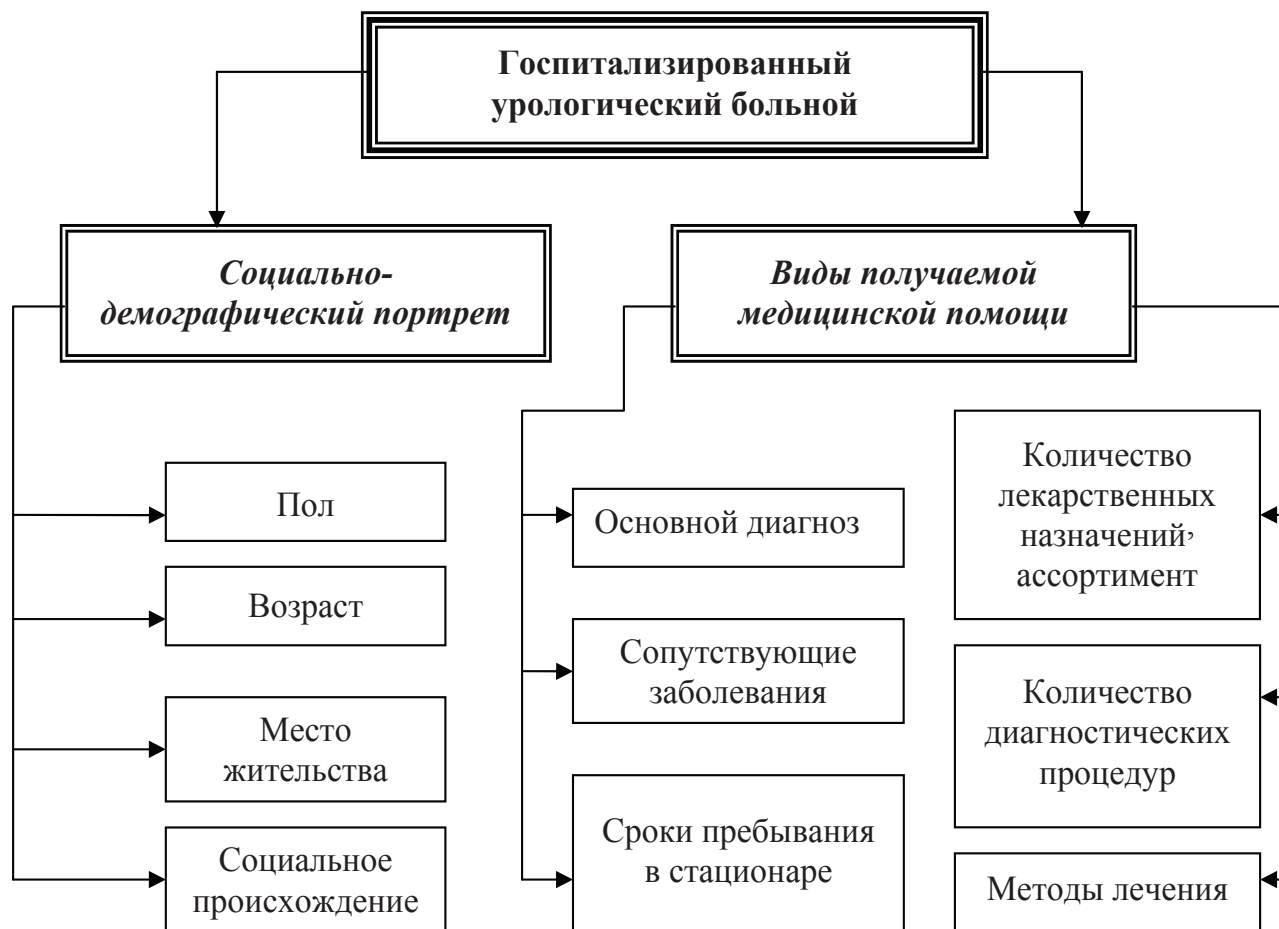 Госпитализированный
урологический больной
Социально-
демографический портрет
Виды получаемой
медицинской помощи
Пол
Возраст
Место
жительства
Социальное
происхождение
Основной диагноз
Сопутствующие
заболевания
Сроки пребывания
в стационаре
Количество
лекарственных
назначений,
ассортимент
Количество
диагностических
процедур
Методы лечения